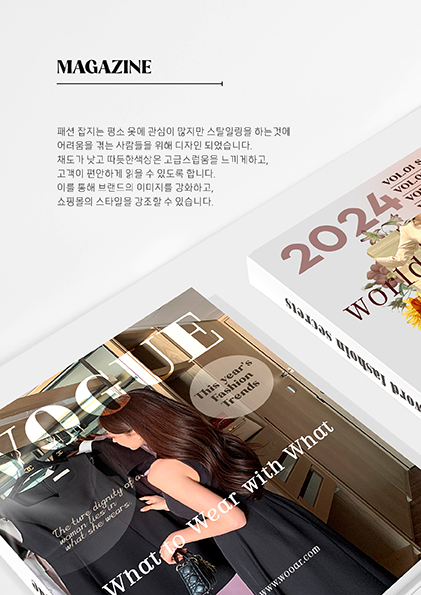 MAGAZINE
패션 잡지는 평소 옷에 관심이 많지만 스탈일링을 하는것에
어려움을 겪는 사람들을 위해 디자인 되었습니다.
채도가 낮고 따듯한색상은 고급스럽움을 느끼게하고,
고객이 편안하게 읽을 수 있도록 합니다.
이를 통해 브랜드의 이미지를 강화하고,
쇼핑몰의 스타일을 강조할 수 있습니다.
2024
World
word fashoin secrets
VOGUE
This year's
Fashion
Trends
The ture dignity of a
woman lies in
what she wears.
What to Wear with What
www.wooar.com